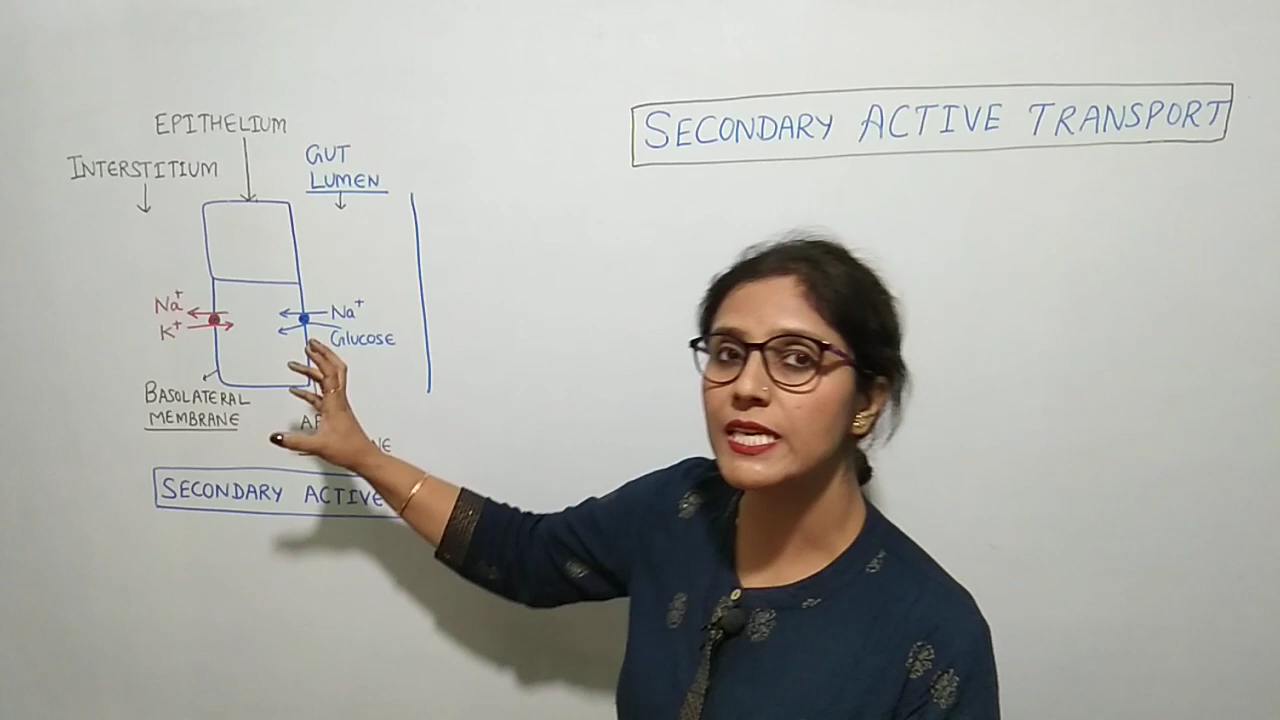 SECONDARY ACTIVE TRANSPORT
EPITHELIUM
INTERSTITIUM
GUT
LUMEN
Na+
K+
Na+
GLUCOSE
BASOLATERAL
MEMBRANE
SECONDARY ACTIVE